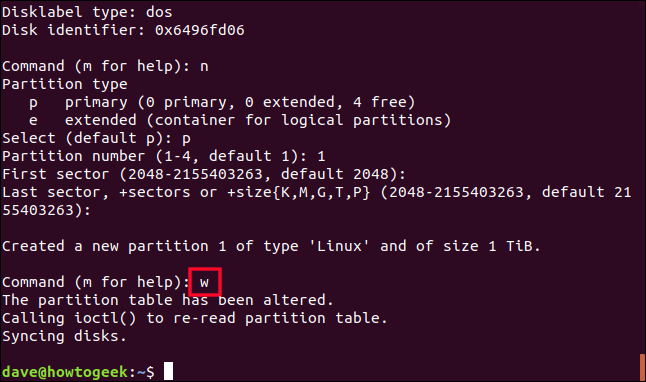 Disklabel type: dos
Disk identifier: 0x6496fd06
Command (m for help): n
Partition type
   p   primary (0 primary, 0 extended, 4 free)
   e   extended (container for logical partitions)
Select (default p): p
Partition number (1-4, default 1): 1
First sector (2048-2155403263, default 2048):
Last sector, +sectors or +size{K,M,G,T,P} (2048-2155403263, default 21
55403263):
Created a new partition 1 of type 'Linux' and of size 1 TiB.
Command (m for help): w
The partition table has been altered.
Calling ioctl() to re-read partition table.
Syncing disks.
dave@howtogeek:~$